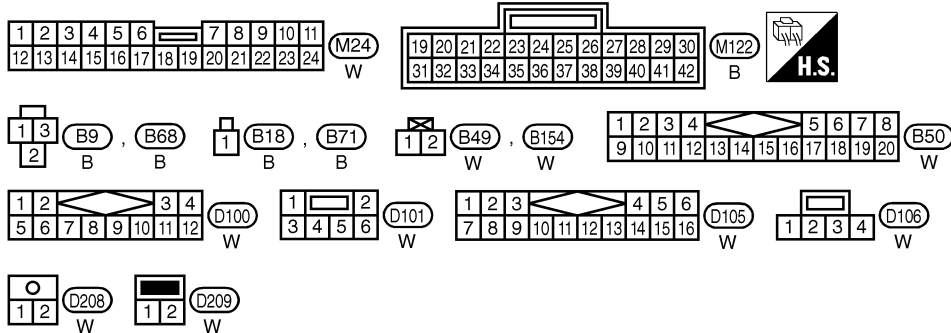 1 2 3 4 5 6 7 8 9 10 11
12 13 14 15 16 17 18 19 20 21 22 23 24
M24
W
19 20 21 22 23 24 25 26 27 28 29 30
31 32 33 34 35 36 37 38 39 40 41 42
M122
B
H.S.
1 3
2
B9 , B68
B B
1
B18 , B71
B B
1 2
B49 , B154
W W
1 2 3 4 5 6 7 8
9 10 11 12 13 14 15 16 17 18 19 20
B50
W
1 2 3 4
5 6 7 8 9 10 11 12
D100
W
1 2
3 4 5 6
D101
W
1 2 3 4 5 6
7 8 9 10 11 12 13 14 15 16
D105
W
1 2 3 4
D106
W
1 2
D208
W
1 2
D209
W